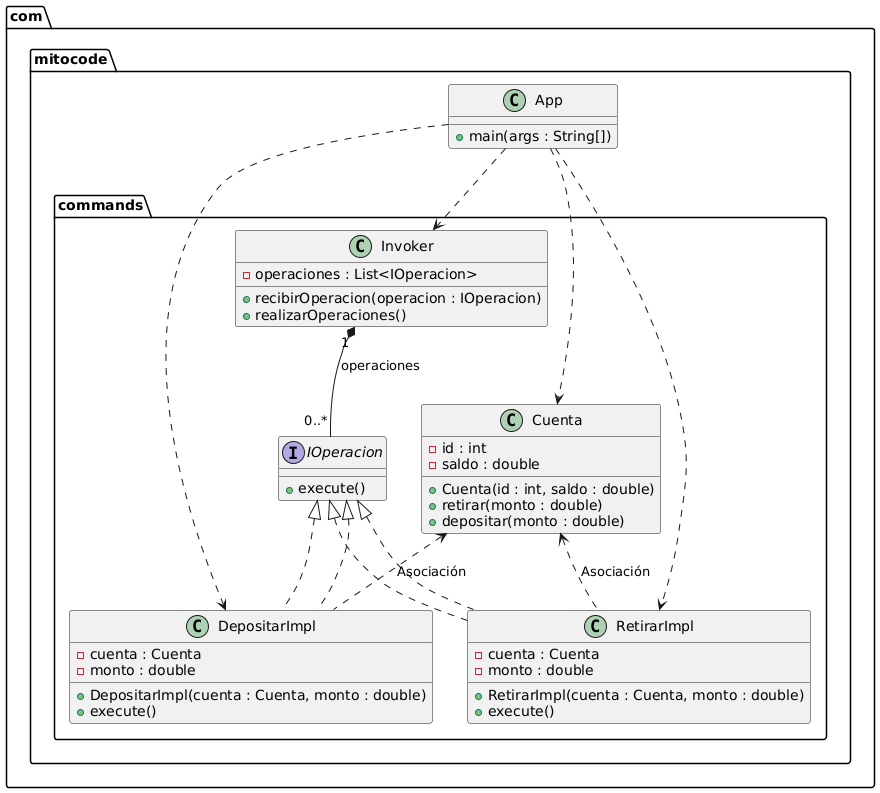 com
mitocode
C App
main(args : String[])
commands
C Invoker
operaciones : List<IOperacion>
recibirOperacion(operacion : IOperacion)
realizarOperaciones()
1
operaciones
0..*
I IOperacion
execute()
C Cuenta
id : int
saldo : double
Cuenta(id : int, saldo : double)
retirar(monto : double)
depositar(monto : double)
Asociación
Asociación
C DepositarImpl
cuenta : Cuenta
monto : double
DepositarImpl(cuenta : Cuenta, monto : double)
execute()
C RetirarImpl
cuenta : Cuenta
monto : double
RetirarImpl(cuenta : Cuenta, monto : double)
execute()